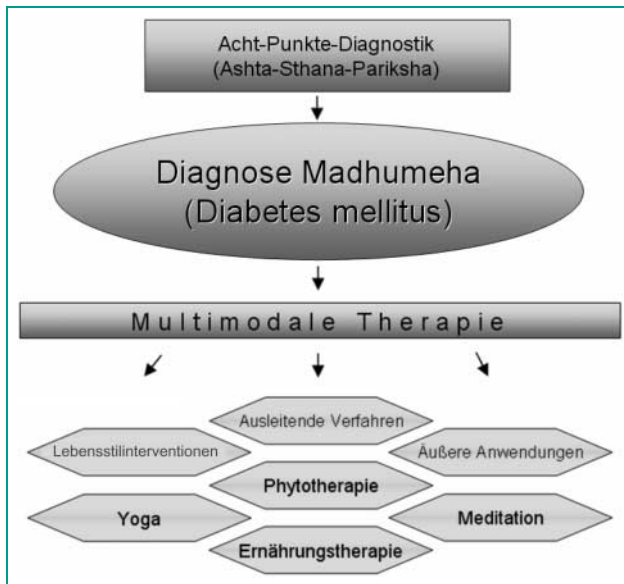 Acht-Punkte-Diagnostik
(Ashta-Sthana-Pariksha)
Diagnose Madhumeha
(Diabetes mellitus)
Multimodale Therapie
Ausleitende Verfahren
Lebensstilinterventionen
Äußere Anwendungen
Phytotherapie
Yoga
Meditation
Ernährungstherapie